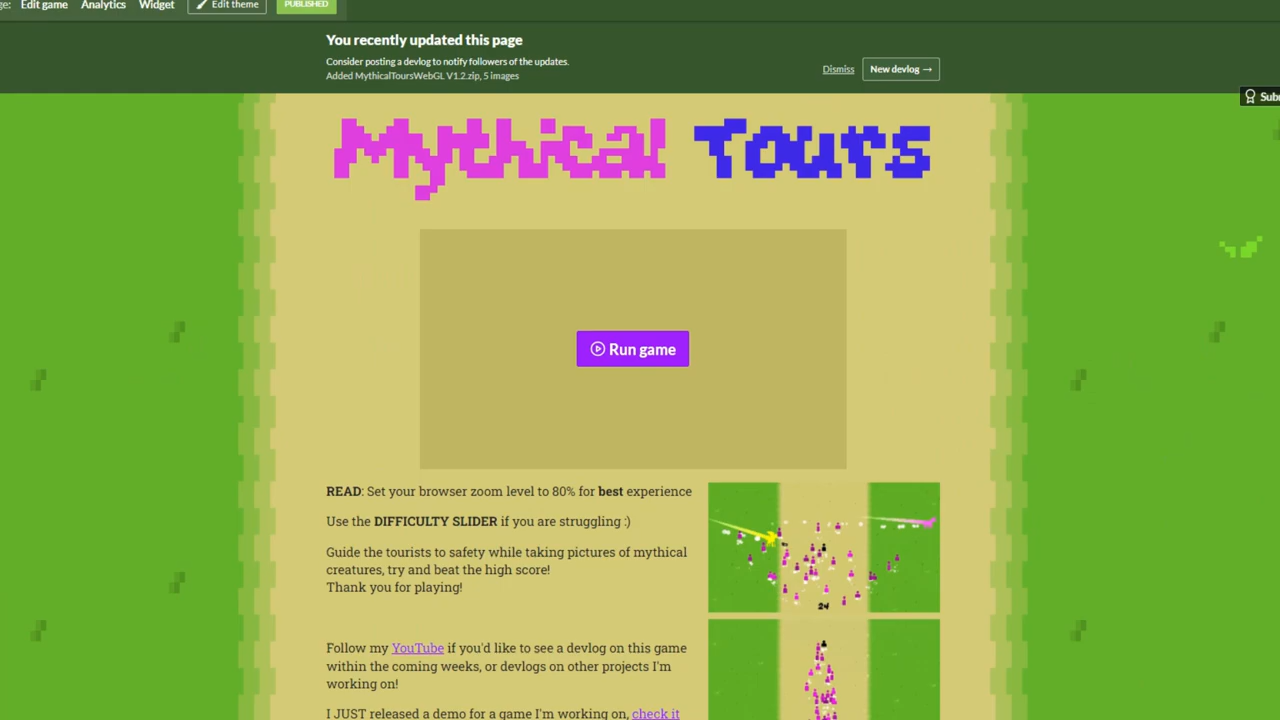 Edit game Analytics Widget Edit theme PUBLISHED
You recently updated this page
Consider posting a devlog to notify followers of the updates.
Added MythicalToursWebGL V1.2.zip, 5 images
Dismiss New devlog →
Mythical Tours
Run game
READ: Set your browser zoom level to 80% for best experience
Use the DIFFICULTY SLIDER if you are struggling :)
Guide the tourists to safety while taking pictures of mythical
creatures, try and beat the high score!
Thank you for playing!
24
Follow my YouTube if you'd like to see a devlog on this game
within the coming weeks, or devlogs on other projects I'm
working on!
I JUST released a demo for a game I'm working on, check it